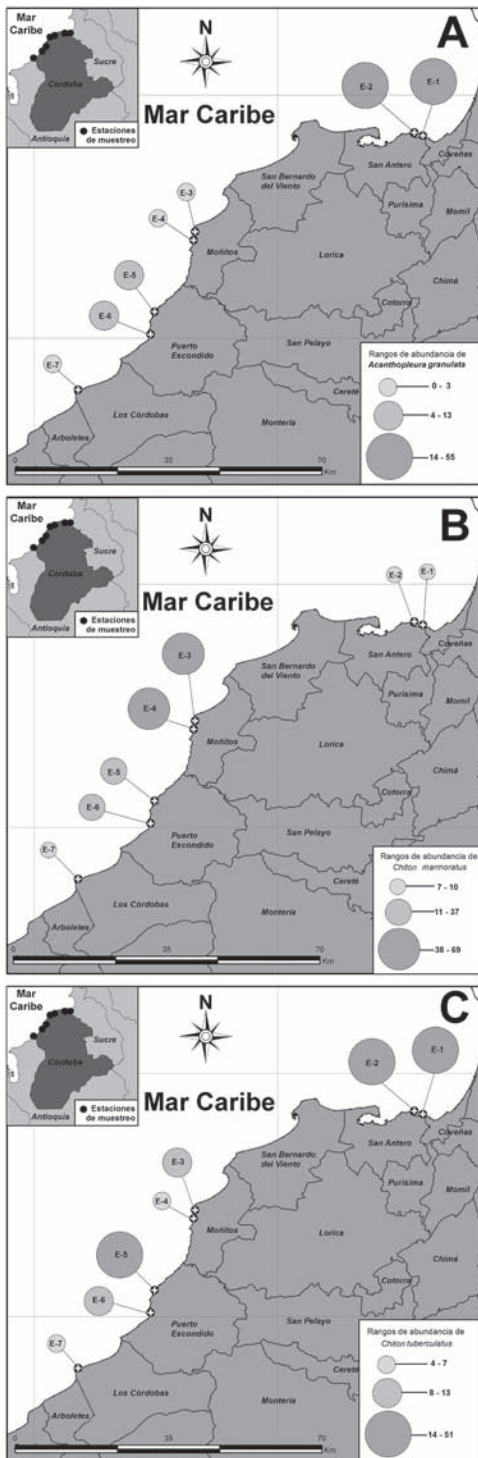 A
Mar
Caribe
Sucre
Córdoba
Antioquia
Estaciones
de muestreo
N
Mar Caribe
E-2
E-1
San Antero
Coveñas
San Bernardo
del Viento
Purísima
Momil
E-3
E-4
Moñitos
Lorica
Chimá
E-5
Cotorra
E-6
Puerto
Escondido
San Pelayo
E-7
Cereté
Los Córdobas
Montería
Arboletes
0
35
70
Km
Rangos de abundancia de
Acanthopleura granulata
0 - 3
4 - 13
14 - 55
B
Mar
Caribe
Sucre
Córdoba
Antioquia
Estaciones
de muestreo
N
Mar Caribe
E-2
E-1
San Antero
Coveñas
San Bernardo
del Viento
Purísima
Momil
E-3
E-4
Moñitos
Lorica
Chimá
E-5
Cotorra
E-6
Puerto
Escondido
San Pelayo
E-7
Cereté
Los Córdobas
Montería
Arboletes
0
35
70
Km
Rangos de abundancia de
Chiton marmoratus
7 - 10
11 - 37
38 - 69
C
Mar
Caribe
Sucre
Córdoba
Antioquia
Estaciones
de muestreo
N
Mar Caribe
E-2
E-1
San Antero
Coveñas
San Bernardo
del Viento
Purísima
Momil
E-3
E-4
Moñitos
Lorica
Chimá
E-5
Cotorra
E-6
Puerto
Escondido
San Pelayo
E-7
Cereté
Los Córdobas
Montería
Arboletes
0
35
70
Km
Rangos de abundancia de
Chiton tuberculatus
4 - 7
8 - 13
14 - 51